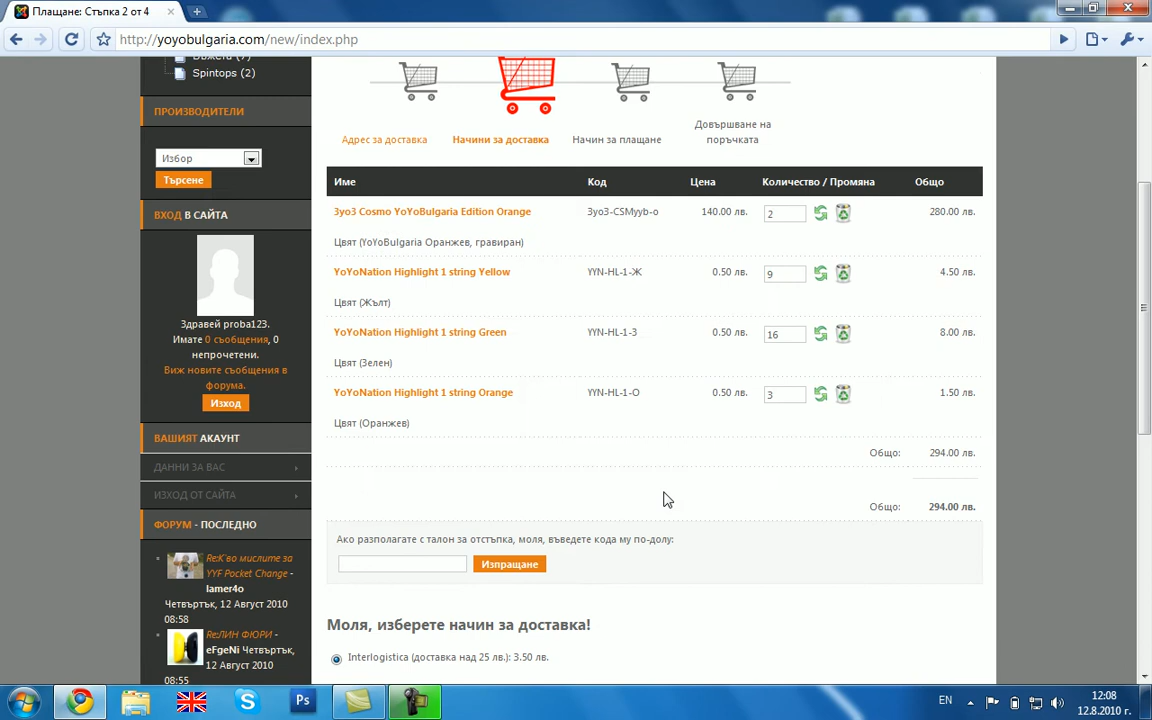 Плащане: Стъпка 2 от 4
http://yoyobulgaria.com/new/index.php
Spintops (2)
ПРОИЗВОДИТЕЛИ
Избор
Търсене
ВХОД В САЙТА
Здравей proba123.
Имате 0 съобщения, 0
непрочетени.
Виж новите съобщения в
форума.
Изход
ВАШИЯТ АКАУНТ
ДАННИ ЗА ВАС
ИЗХОД ОТ САЙТА
ФОРУМ - ПОСЛЕДНО
Re:К'во мислите за
YYF Pocket Change -
lamer4o
Четвъртък, 12 Август 2010
08:58
Re:ЛИН ФЮРИ -
eFgeNi Четвъртък,
12 Август 2010
08:55
Адрес за доставка
Начини за доставка
Начин за плащане
Довършване на
поръчката
Име Код Цена Количество / Промяна Общо
3yo3 Cosmo YoYoBulgaria Edition Orange 3yo3-CSMyyb-o 140.00 лв. 2 280.00 лв.
Цвят (YoYoBulgaria Оранжев, гравиран)
YoYoNation Highlight 1 string Yellow YYN-HL-1-Ж 0.50 лв. 9 4.50 лв.
Цвят (Жълт)
YoYoNation Highlight 1 string Green YYN-HL-1-З 0.50 лв. 16 8.00 лв.
Цвят (Зелен)
YoYoNation Highlight 1 string Orange YYN-HL-1-О 0.50 лв. 3 1.50 лв.
Цвят (Оранжев)
Общо: 294.00 лв.
Общо: 294.00 лв.
Ако разполагате с талон за отстъпка, моля, въведете кода му по-долу:
Изпращане
Моля, изберете начин за доставка!
Interlogistica (доставка над 25 лв.): 3.50 лв.
Ps
EN
12:08
12.8.2010 г.